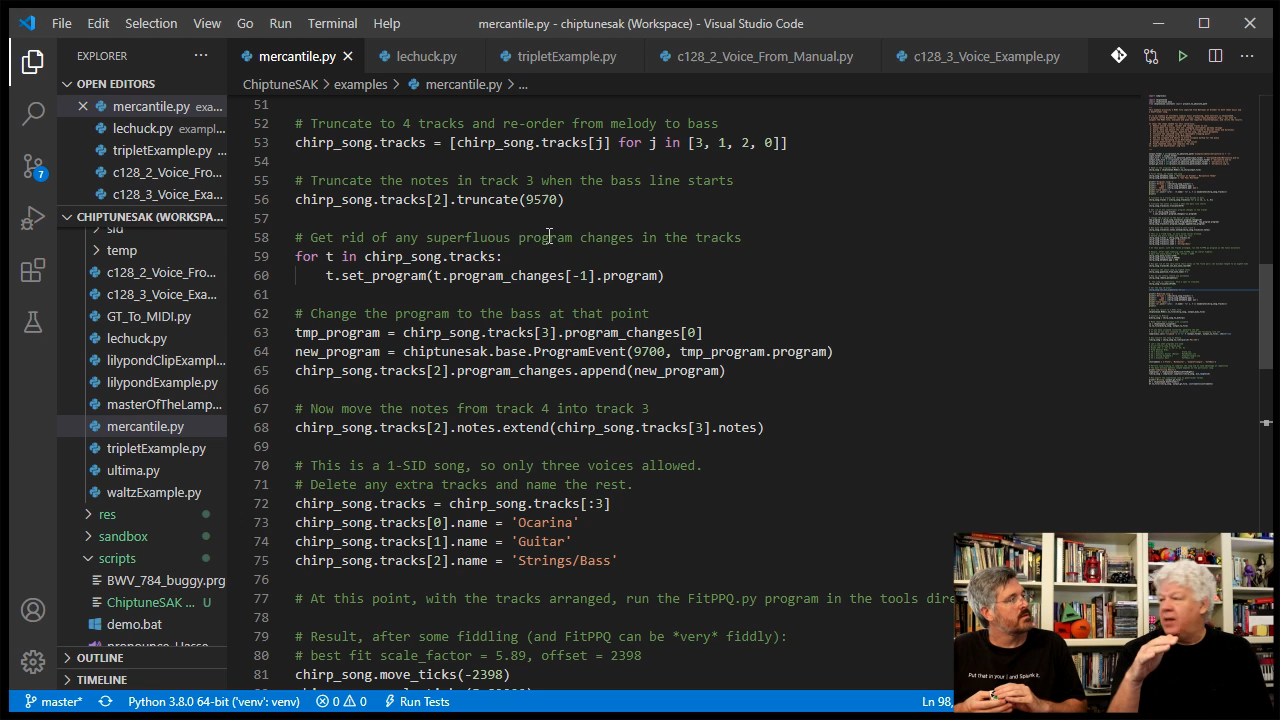 File Edit Selection View Go Run Terminal Help
mercantile.py - chiptunesak (Workspace) - Visual Studio Code
EXPLORER
mercantile.py
lechuck.py
tripletExample.py
c128_2_Voice_From_Manual.py
c128_3_Voice_Example.py
OPEN EDITORS
mercantile.py exa...
lechuck.py exampl...
tripletExample.py ...
c128_2_Voice_Fro...
c128_3_Voice_Exa...
7
CHIPTUNESAK (WORKSPA...
sid
temp
c128_2_Voice_Fro...
c128_3_Voice_Exa...
GT_To_MIDI.py
lechuck.py
lilypondClipExampl...
lilypondExample.py
masterOfTheLamp...
mercantile.py
tripletExample.py
ultima.py
waltzExample.py
res
sandbox
scripts
BWV_784_buggy.prg
ChiptuneSAK ... U
demo.bat
OUTLINE
TIMELINE
ChiptuneSAK > examples > mercantile.py > ...
51
52 # Truncate to 4 tracks and re-order from melody to bass
53 chirp_song.tracks = [chirp_song.tracks[j] for j in [3, 1, 2, 0]]
54
55 # Truncate the notes in track 3 when the bass line starts
56 chirp_song.tracks[2].truncate(9570)
57
58 # Get rid of any superfluous program changes in the tracks
59 for t in chirp_song.tracks:
60 t.set_program(t.program_changes[-1].program)
61
62 # Change the program to the bass at that point
63 tmp_program = chirp_song.tracks[3].program_changes[0]
64 new_program = chiptunesak.base.ProgramEvent(9700, tmp_program.program)
65 chirp_song.tracks[2].program_changes.append(new_program)
66
67 # Now move the notes from track 4 into track 3
68 chirp_song.tracks[2].notes.extend(chirp_song.tracks[3].notes)
69
70 # This is a 1-SID song, so only three voices allowed.
71 # Delete any extra tracks and name the rest.
72 chirp_song.tracks = chirp_song.tracks[:3]
73 chirp_song.tracks[0].name = 'Ocarina'
74 chirp_song.tracks[1].name = 'Guitar'
75 chirp_song.tracks[2].name = 'Strings/Bass'
76
77 # At this point, with the tracks arranged, run the FitPPQ.py program in the tools dire
78
79 # Result, after some fiddling (and FitPPQ can be *very* fiddly):
80 # best fit scale_factor = 5.89, offset = 2398
81 chirp_song.move_ticks(-2398)
Put that in your | and Splunk it.
master* Python 3.8.0 64-bit ('venv': venv) 0 0 Run Tests Ln 98,